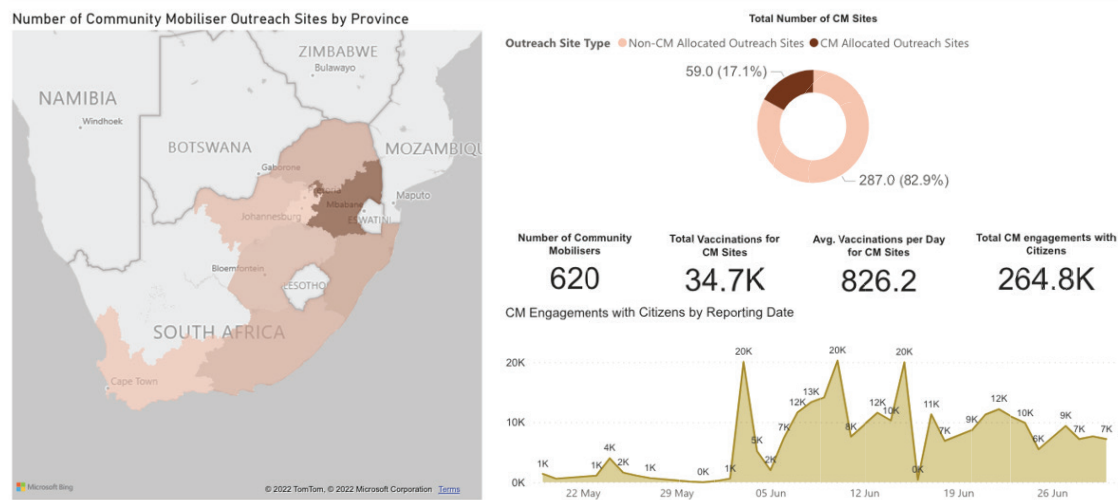 Number of Community Mobiliser Outreach Sites by Province
ZIMBABWE
Bulawayo
NAMIBIA
Windhoek
BOTSWANA
MOZAMBIQU
Gaborone
Pretoria
Maputo
Mbabane
Johannesburg
ESWATINI
Bloemfontein
LESOTHO
SOUTH AFRICA
Cape Town
Microsoft Bing
© 2022 TomTom, © 2022 Microsoft Corporation Terms
Total Number of CM Sites
Outreach Site Type Non-CM Allocated Outreach Sites CM Allocated Outreach Sites
59.0 (17.1%)
287.0 (82.9%)
Number of Community
Mobilisers
620
Total Vaccinations for
CM Sites
34.7K
Avg. Vaccinations per Day
for CM Sites
826.2
Total CM engagements with
Citizens
264.8K
CM Engagements with Citizens by Reporting Date
20K
10K
0K
1K 1K 4K 2K 1K 0K 1K 20K 5K 2K 7K 12K 13K 20K 8K 12K 10K 20K 0K 11K 7K 9K 12K 10K 6K 9K 7K 7K
22 May 29 May 05 Jun 12 Jun 19 Jun 26 Jun